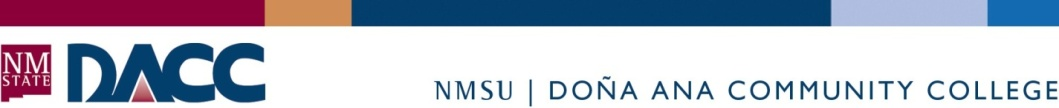 NM
STATE
DACC
NMSU | DOÑA ANA COMMUNITY COLLEGE